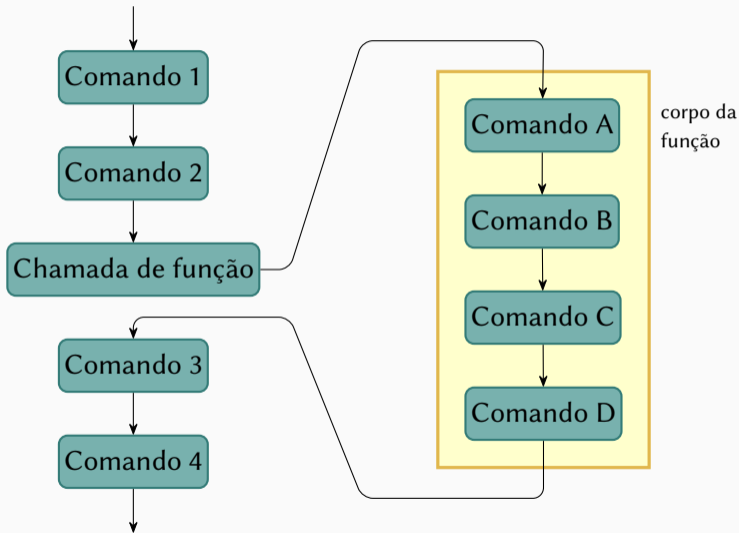 Comando 1
Comando 2
Chamada de função
Comando 3
Comando 4
Comando A
Comando B
Comando C
Comando D
corpo da
função